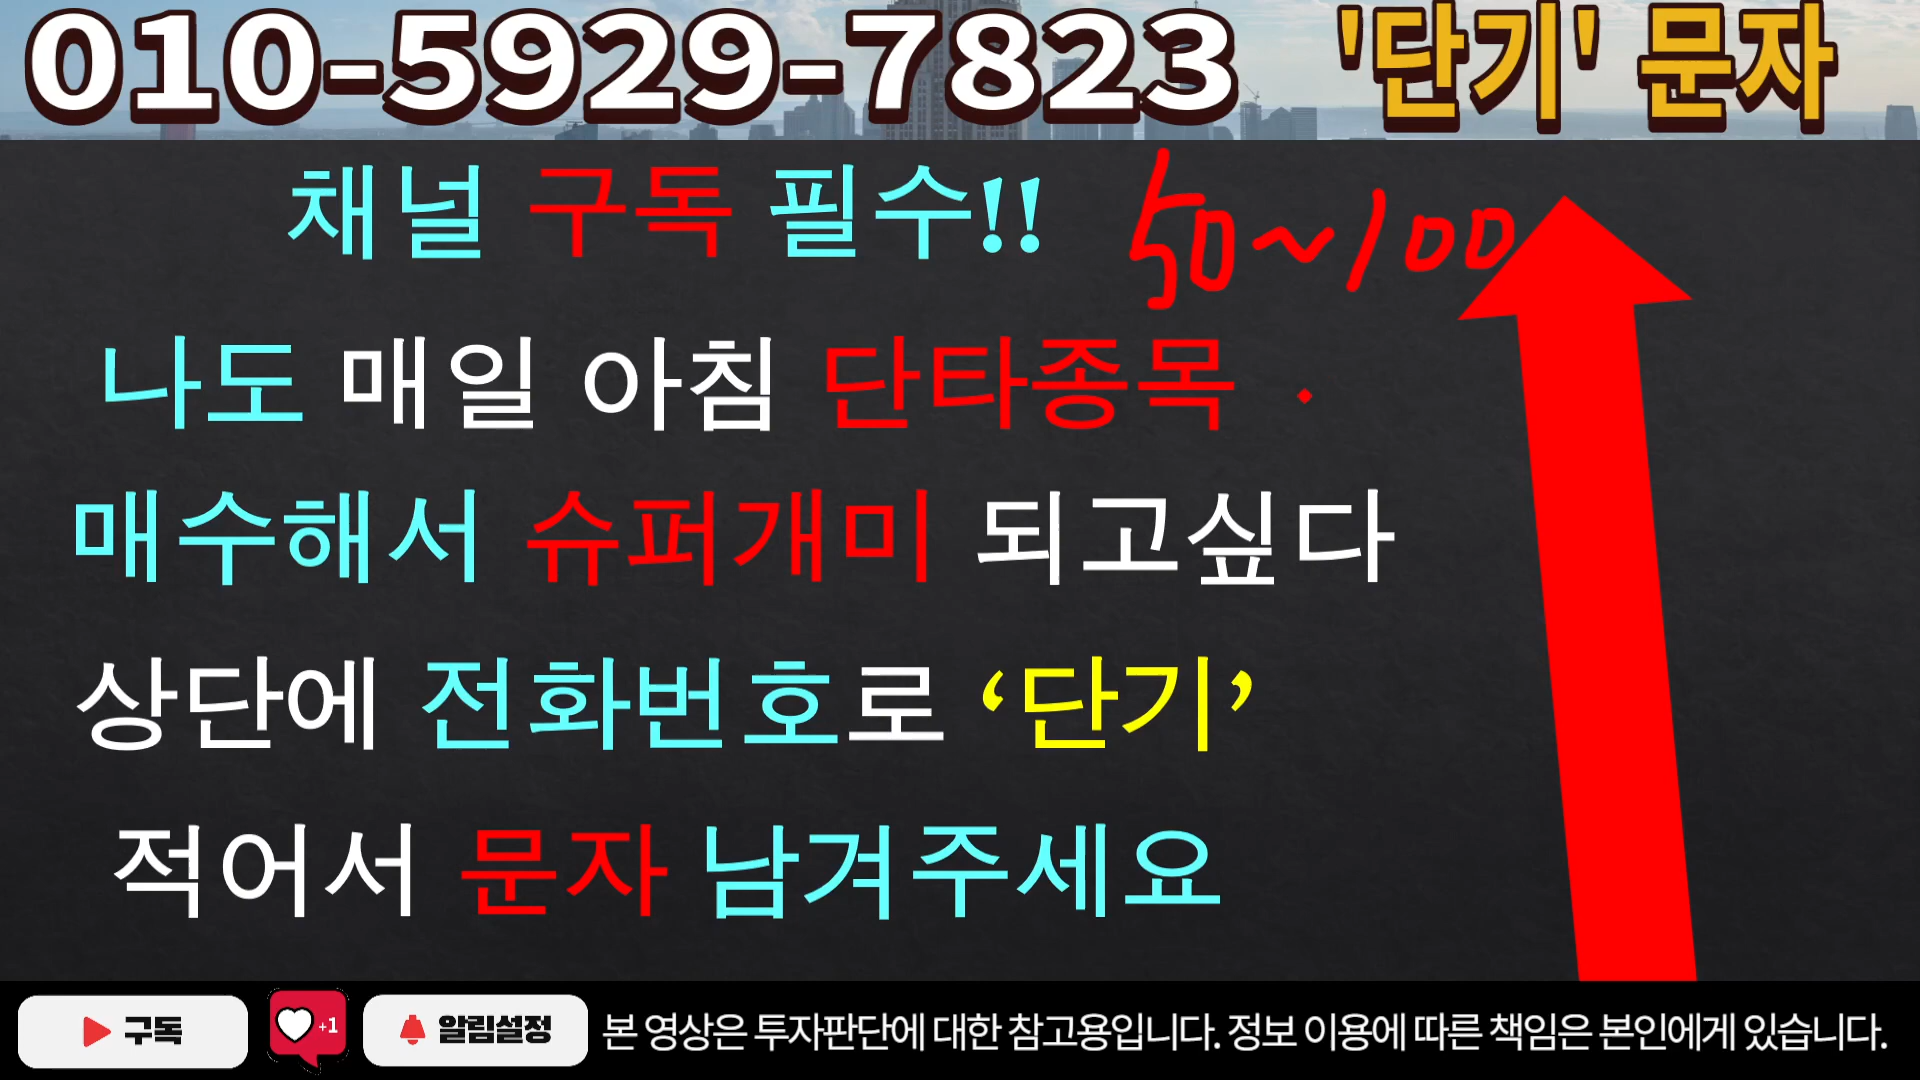 010-5929-7823 '단기' 문자
채널 구독 필수!! 50~100
나도 매일 아침 단타종목
매수해서 슈퍼개미 되고싶다
상단에 전화번호로 ‘단기’
적어서 문자 남겨주세요
구독 +1 알림설정 본 영상은 투자판단에 대한 참고용입니다. 정보 이용에 따른 책임은 본인에게 있습니다.